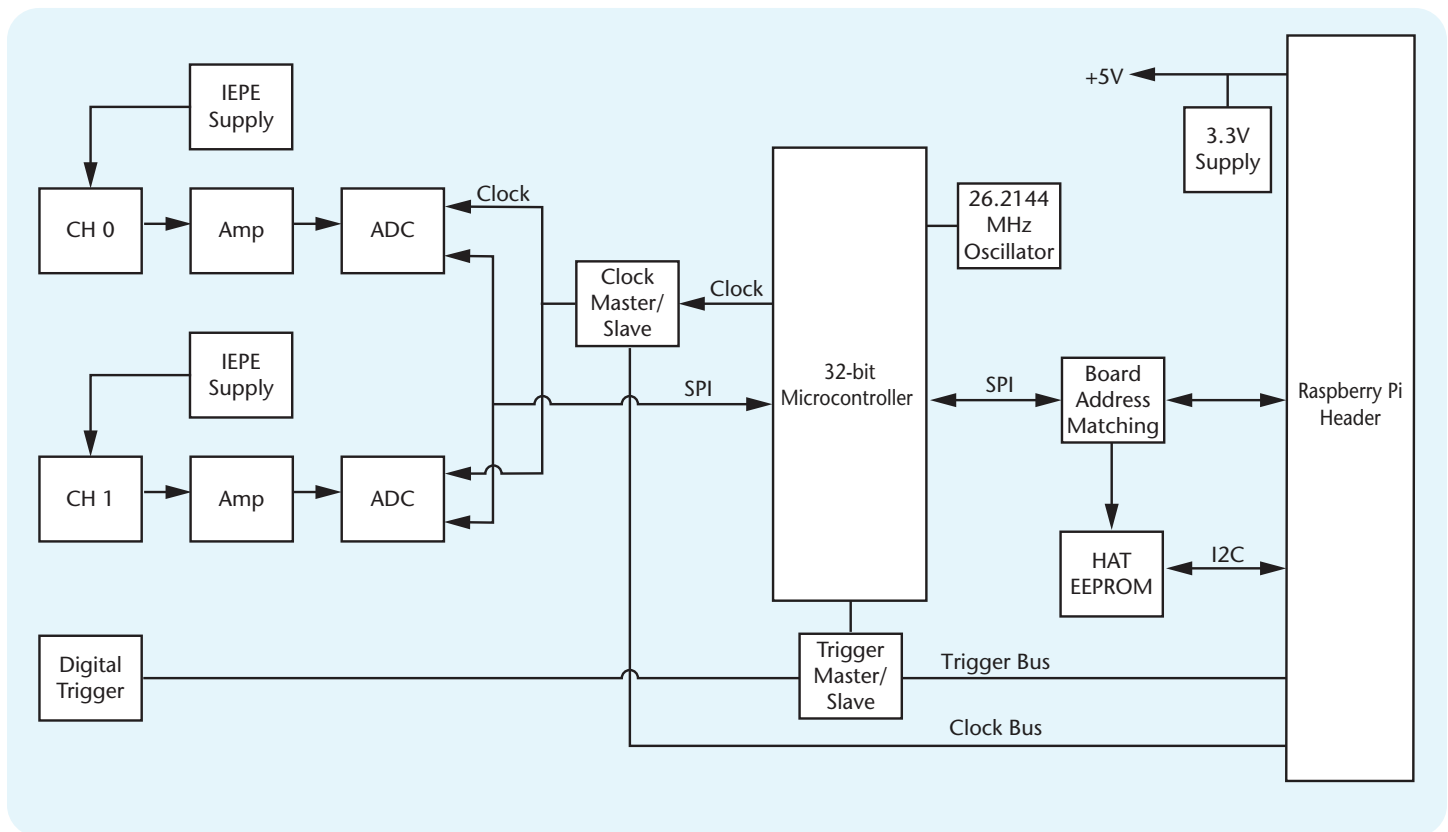 IEPE
Supply
+5V
3.3V
Supply
CH 0
Amp
ADC
Clock
26.2144
MHz
Oscillator
Clock
Master/
Slave
Clock
IEPE
Supply
SPI
32-bit
Microcontroller
SPI
Board
Address
Matching
Raspberry Pi
Header
CH 1
Amp
ADC
HAT
EEPROM
I2C
Digital
Trigger
Trigger
Master/
Slave
Trigger Bus
Clock Bus